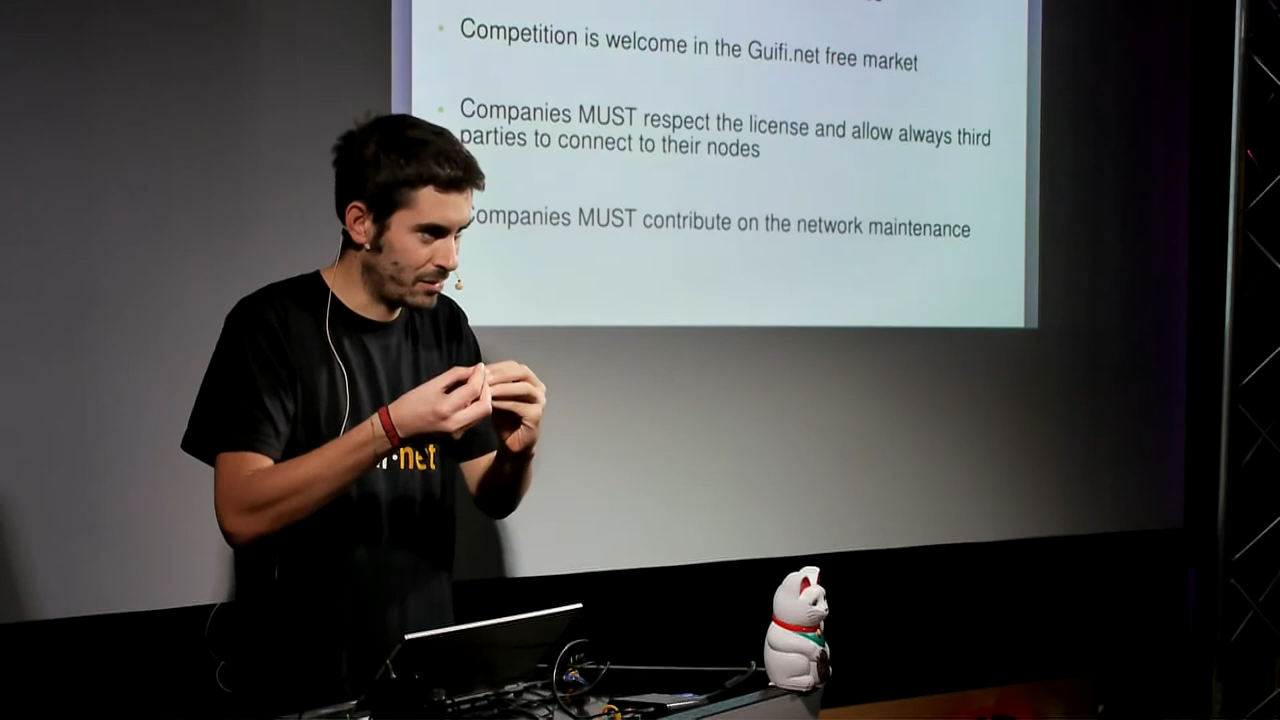 Competition is welcome in the Guifi.net free market
Companies MUST respect the license and allow always third
parties to connect to their nodes
ompanies MUST contribute on the network maintenance
·net